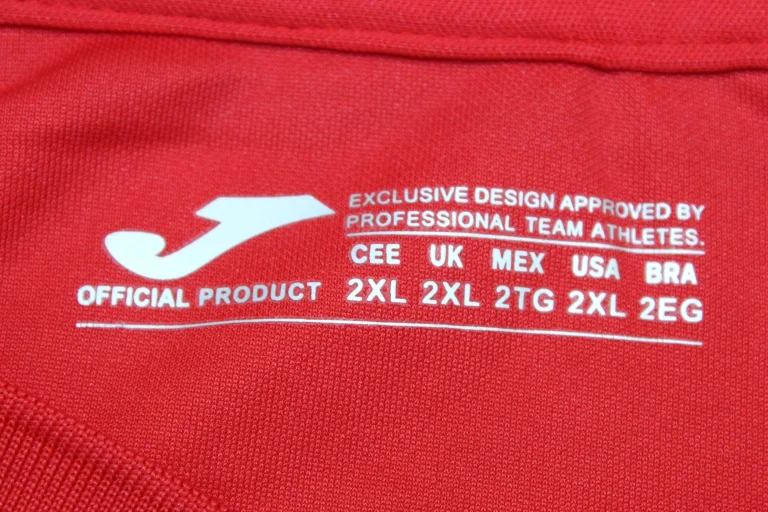 EXCLUSIVE DESIGN APPROVED BY
PROFESSIONAL TEAM ATHLETES.
CEE UK MEX USA BRA
2XL 2XL 2TG 2XL 2EG
OFFICIAL PRODUCT